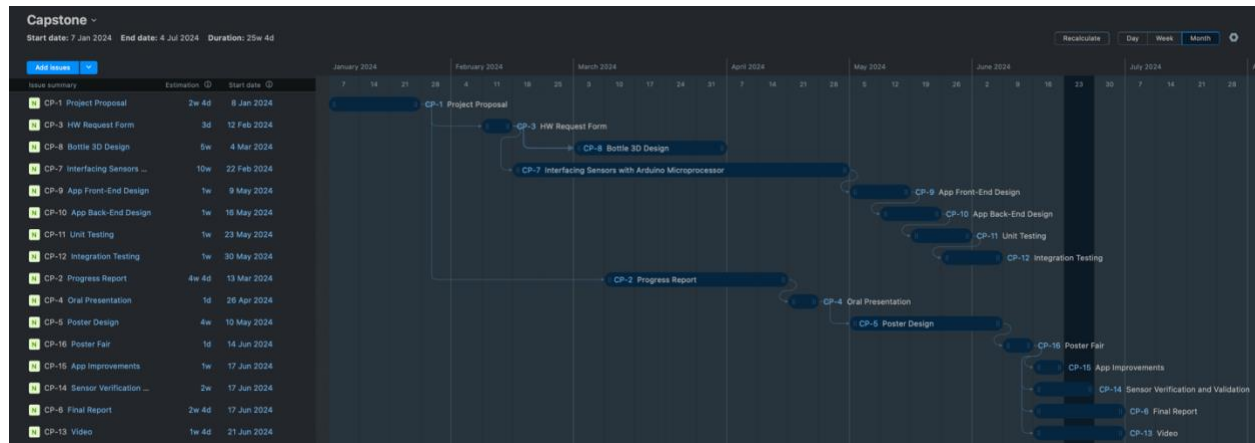 Capstone
Start date: 7 Jan 2024 End date: 4 Jul 2024 Duration: 25w 4d
Recalculate Day Week Month
Add issues
January 2024 February 2024 March 2024 April 2024 May 2024 June 2024 July 2024
Issue summary Estimation Start date 7 14 21 28 4 11 18 25 3 10 17 24 31 7 14 21 28 5 12 19 26 2 9 16 23 30 7 14 21 28
N CP-1 Project Proposal 2w 4d 8 Jan 2024 CP-1 Project Proposal
N CP-3 HW Request Form 3d 12 Feb 2024 CP-3 HW Request Form
N CP-8 Bottle 3D Design 5w 4 Mar 2024 CP-8 Bottle 3D Design
N CP-7 Interfacing Sensors ... 10w 22 Feb 2024 CP-7 Interfacing Sensors with Arduino Microprocessor
N CP-9 App Front-End Design 1w 9 May 2024 CP-9 App Front-End Design
N CP-10 App Back-End Design 1w 16 May 2024 CP-10 App Back-End Design
N CP-11 Unit Testing 1w 23 May 2024 CP-11 Unit Testing
N CP-12 Integration Testing 1w 30 May 2024 CP-12 Integration Testing
N CP-2 Progress Report 4w 4d 13 Mar 2024 CP-2 Progress Report
N CP-4 Oral Presentation 1d 26 Apr 2024 CP-4 Oral Presentation
N CP-5 Poster Design 4w 10 May 2024 CP-5 Poster Design
N CP-16 Poster Fair 1d 14 Jun 2024 CP-16 Poster Fair
N CP-15 App Improvements 1w 17 Jun 2024 CP-15 App Improvements
N CP-14 Sensor Verification ... 2w 17 Jun 2024 CP-14 Sensor Verification and Validation
N CP-6 Final Report 2w 4d 17 Jun 2024 CP-6 Final Report
N CP-13 Video 1w 4d 21 Jun 2024 CP-13 Video